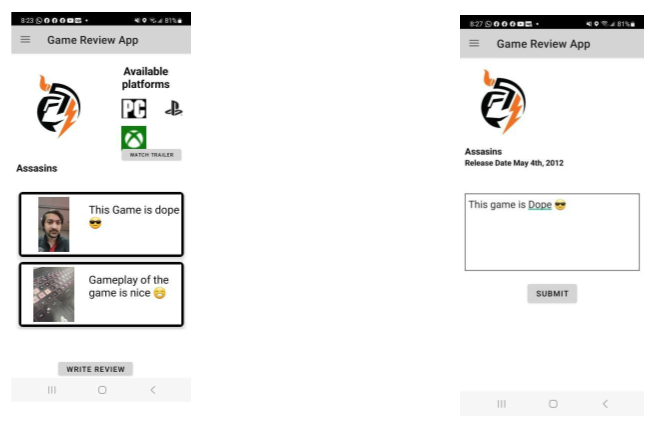 8:23 81%
Game Review App
Available
platforms
PC
WATCH TRAILER
Assasins
This Game is dope
😎
Gameplay of the
game is nice 😁
WRITE REVIEW
8:27 81%
Game Review App
Assasins
Release Date May 4th, 2012
This game is Dope 😎
SUBMIT